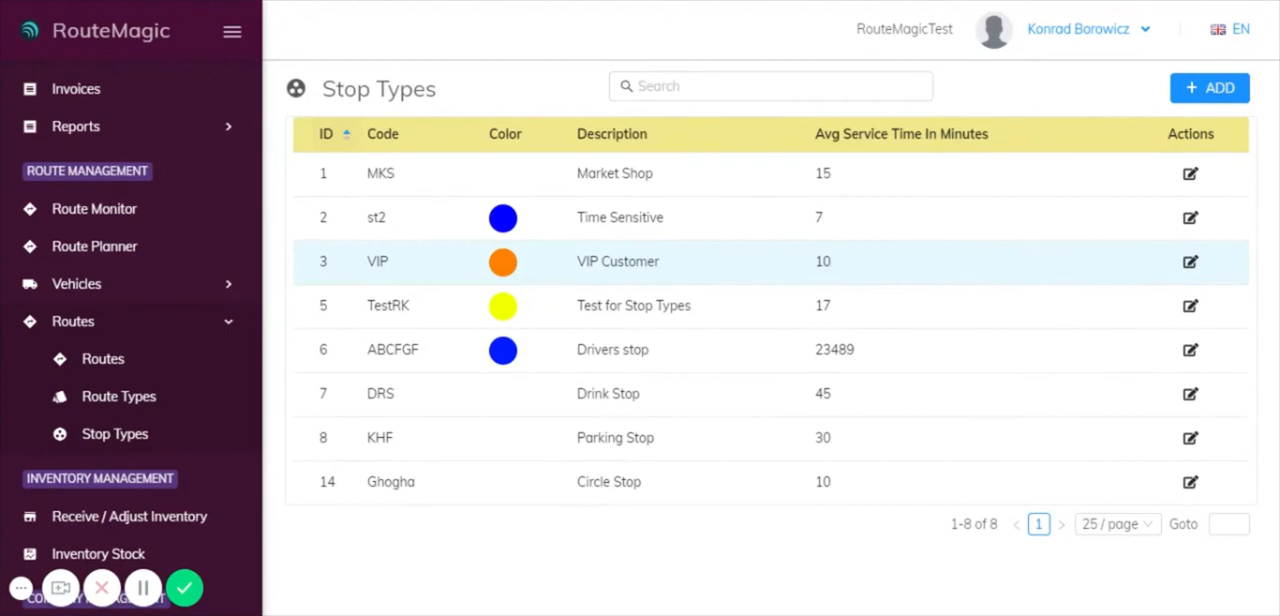 RouteMagic
RouteMagicTest
Konrad Borowicz
EN
Invoices
Reports
ROUTE MANAGEMENT
Route Monitor
Route Planner
Vehicles
Routes
Routes
Route Types
Stop Types
INVENTORY MANAGEMENT
Receive / Adjust Inventory
Inventory Stock
Stop Types
Search
+ ADD
ID Code Color Description Avg Service Time In Minutes Actions
1 MKS Market Shop 15
2 st2 Time Sensitive 7
3 VIP VIP Customer 10
5 TestRK Test for Stop Types 17
6 ABCFGF Drivers stop 23489
7 DRS Drink Stop 45
8 KHF Parking Stop 30
14 Ghogha Circle Stop 10
1-8 of 8 < 1 > 25 / page Goto